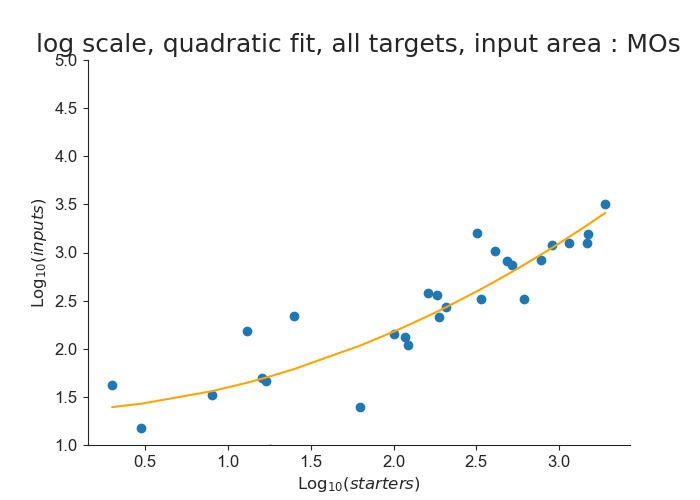 log scale, quadratic fit, all targets, input area : MOs
5.0
4.5
4.0
3.5
3.0
2.5
2.0
1.5
1.0
Log₁₀(inputs)
0.5 1.0 1.5 2.0 2.5 3.0
Log₁₀(starters)